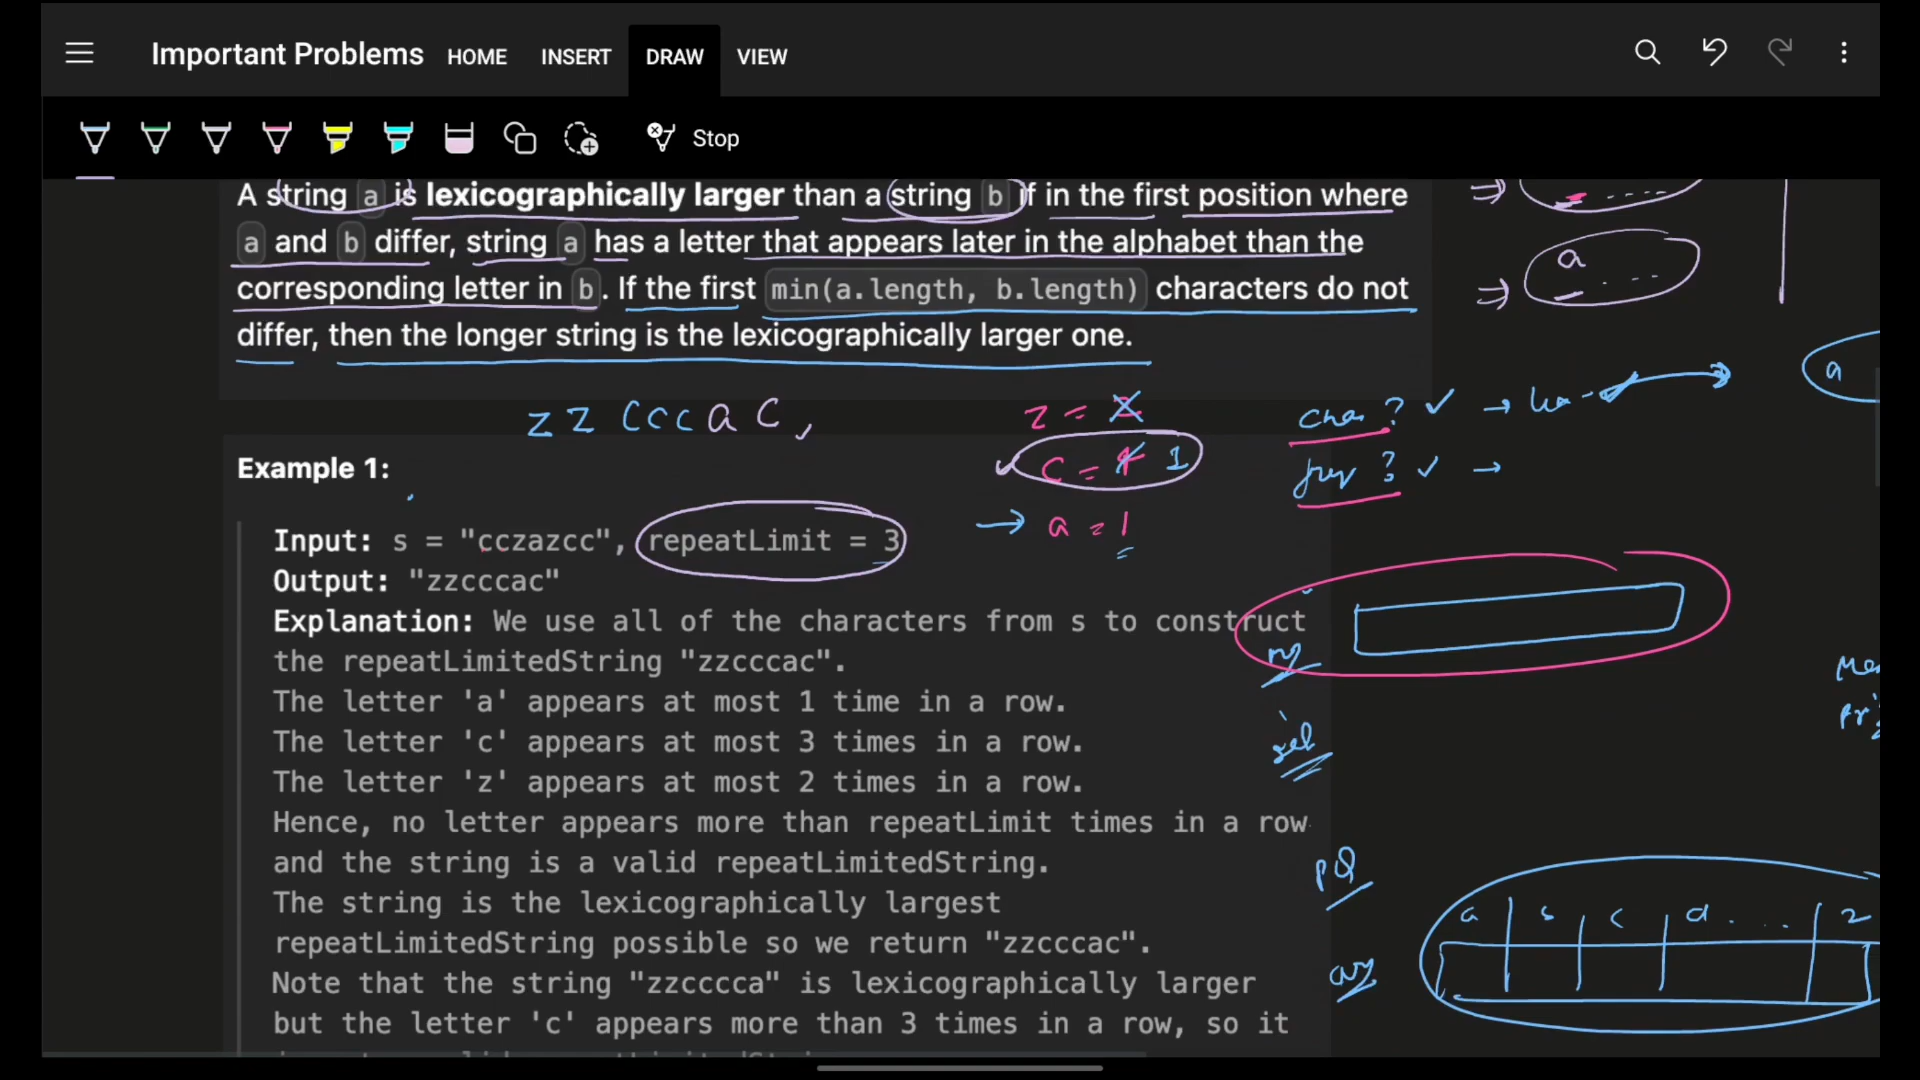 Important Problems HOME INSERT DRAW VIEW
Stop
A string a is lexicographically larger than a string b if in the first position where
a and b differ, string a has a letter that appears later in the alphabet than the
corresponding letter in b. If the first min(a.length, b.length) characters do not
differ, then the longer string is the lexicographically larger one.
a
a
z z c c c a c,
z =
c = 4 1
a = 1
char?
freq?
Example 1:
Input: s = "cczazcc", repeatLimit = 3
Output: "zzcccac"
Explanation: We use all of the characters from s to construct
the repeatLimitedString "zzcccac".
The letter 'a' appears at most 1 time in a row.
The letter 'c' appears at most 3 times in a row.
The letter 'z' appears at most 2 times in a row.
Hence, no letter appears more than repeatLimit times in a row
and the string is a valid repeatLimitedString.
The string is the lexicographically largest
repeatLimitedString possible so we return "zzcccac".
Note that the string "zzcccca" is lexicographically larger
but the letter 'c' appears more than 3 times in a row, so it
PQ
a b c d . . . z